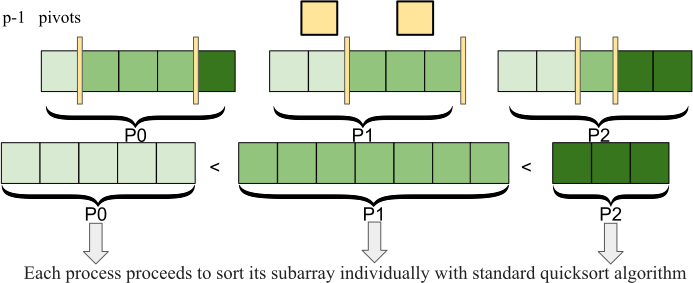 p-1 pivots
P0 P1 P2
< <
P0 P1 P2
Each process proceeds to sort its subarray individually with standard quicksort algorithm